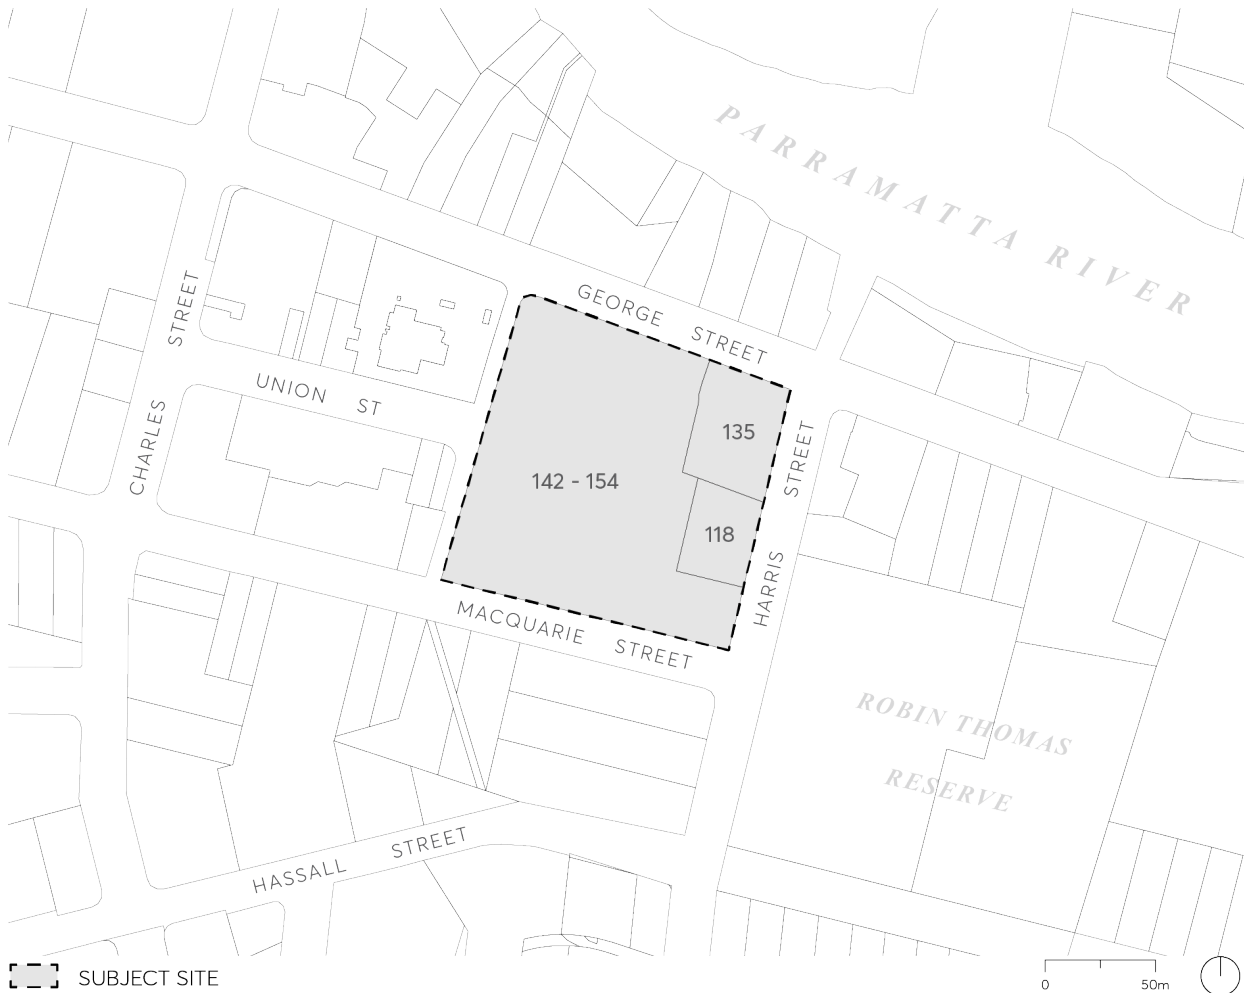 PARRAMATTA RIVER
GEORGE STREET
CHARLES STREET
UNION ST
135
142 - 154
118
HARRIS STREET
MACQUARIE STREET
ROBIN THOMAS
RESERVE
HASSALL STREET
SUBJECT SITE
0 50m